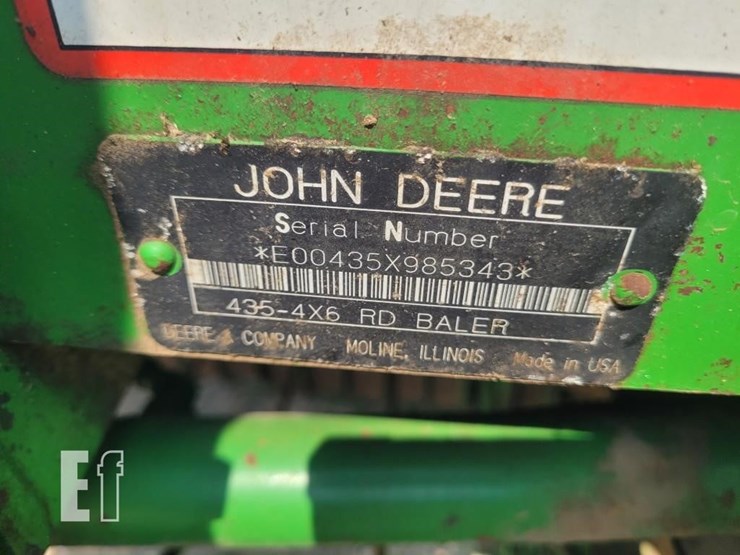 JOHN DEERE
Serial Number
*E00435X985343*
435-4X6 RD BALER
DEERE & COMPANY MOLINE, ILLINOIS Made in USA
Ef